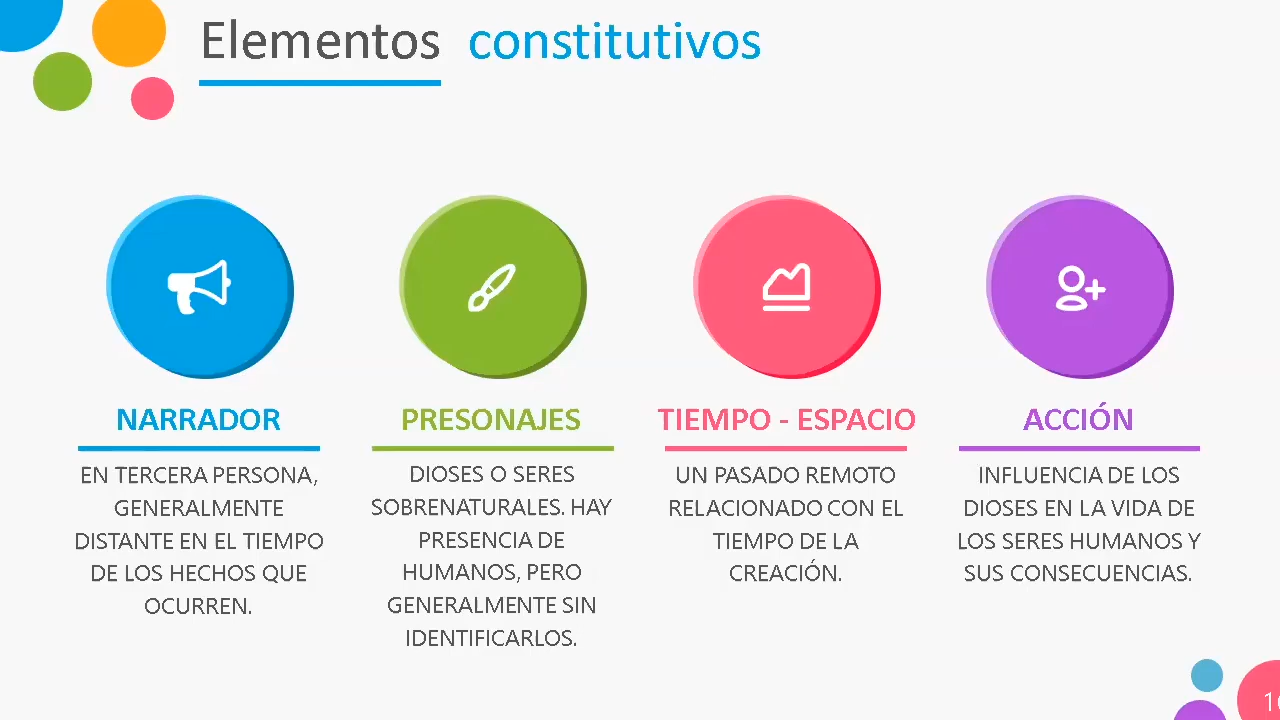 Elementos constitutivos
NARRADOR
EN TERCERA PERSONA,
GENERALMENTE
DISTANTE EN EL TIEMPO
DE LOS HECHOS QUE
OCURREN.
PRESONAJES
DIOSES O SERES
SOBRENATURALES. HAY
PRESENCIA DE
HUMANOS, PERO
GENERALMENTE SIN
IDENTIFICARLOS.
TIEMPO - ESPACIO
UN PASADO REMOTO
RELACIONADO CON EL
TIEMPO DE LA
CREACIÓN.
ACCIÓN
INFLUENCIA DE LOS
DIOSES EN LA VIDA DE
LOS SERES HUMANOS Y
SUS CONSECUENCIAS.